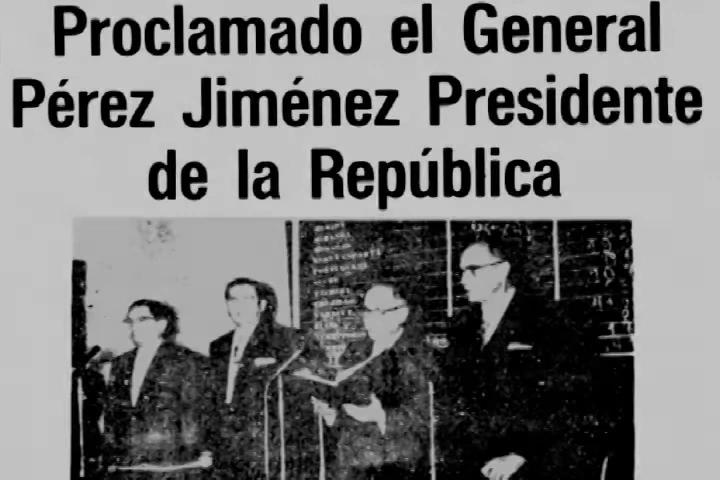 Proclamado el General
Pérez Jiménez Presidente
de la República